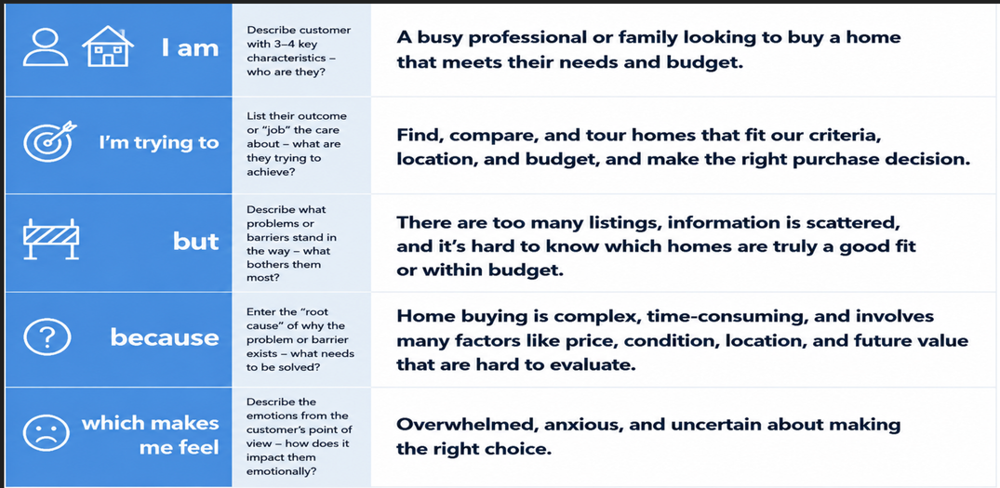 I am
Describe customer
with 3–4 key
characteristics –
who are they?
A busy professional or family looking to buy a home
that meets their needs and budget.
I'm trying to
List their outcome
or "job" the care
about – what are
they trying to
achieve?
Find, compare, and tour homes that fit our criteria,
location, and budget, and make the right purchase decision.
but
Describe what
problems or
barriers stand in
the way – what
bothers them
most?
There are too many listings, information is scattered,
and it's hard to know which homes are truly a good fit
or within budget.
because
Enter the "root
cause" of why the
problem or barrier
exists – what needs
to be solved?
Home buying is complex, time-consuming, and involves
many factors like price, condition, location, and future value
that are hard to evaluate.
which makes
me feel
Describe the
emotions from the
customer's point of
view – how does it
impact them
emotionally?
Overwhelmed, anxious, and uncertain about making
the right choice.